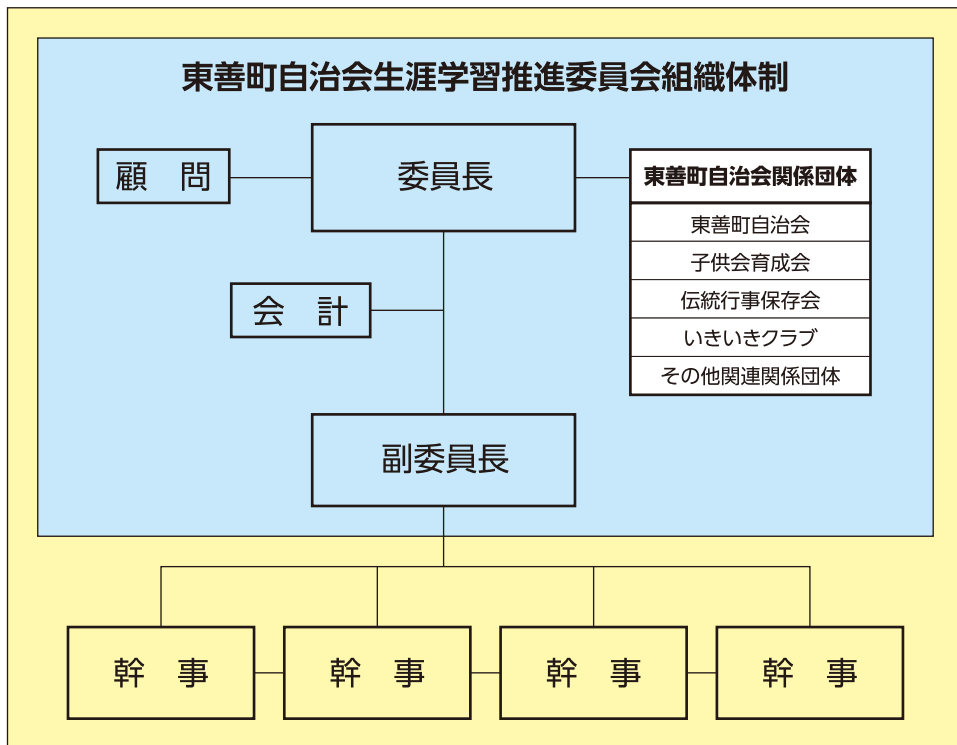 東善町自治会生涯学習推進委員会組織体制
顧　問
委員長
東善町自治会関係団体
東善町自治会
子供会育成会
伝統行事保存会
いきいきクラブ
その他関連関係団体
会　計
副委員長
幹　事
幹　事
幹　事
幹　事